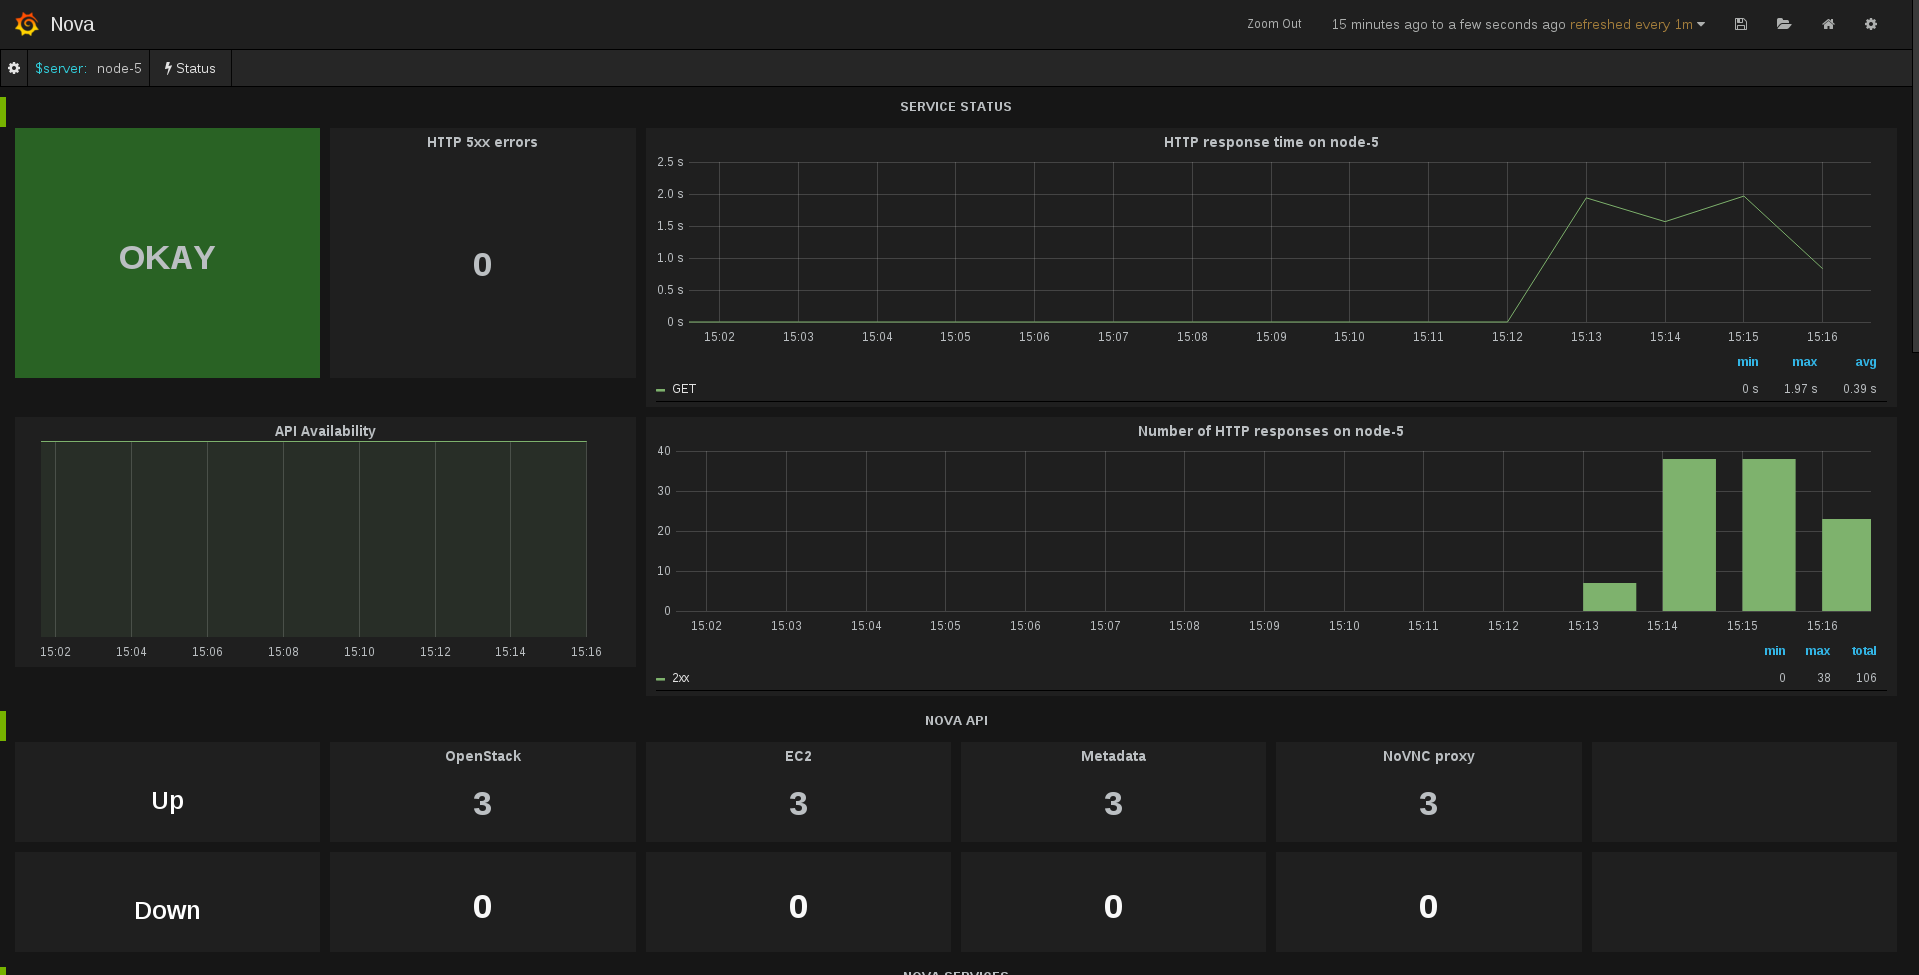 Nova
Zoom Out 15 minutes ago to a few seconds ago refreshed every 1m
$server: node-5 Status
SERVICE STATUS
OKAY
HTTP 5xx errors
0
HTTP response time on node-5
2.5 s
2.0 s
1.5 s
1.0 s
0.5 s
0 s
15:02 15:03 15:04 15:05 15:06 15:07 15:08 15:09 15:10 15:11 15:12 15:13 15:14 15:15 15:16
min max avg
GET 0 s 1.97 s 0.39 s
API Availability
15:02 15:04 15:06 15:08 15:10 15:12 15:14 15:16
Number of HTTP responses on node-5
40
30
20
10
0
15:02 15:03 15:04 15:05 15:06 15:07 15:08 15:09 15:10 15:11 15:12 15:13 15:14 15:15 15:16
min max total
2xx 0 38 106
NOVA API
OpenStack EC2 Metadata NoVNC proxy
Up 3 3 3 3
Down 0 0 0 0
NOVA SERVICES